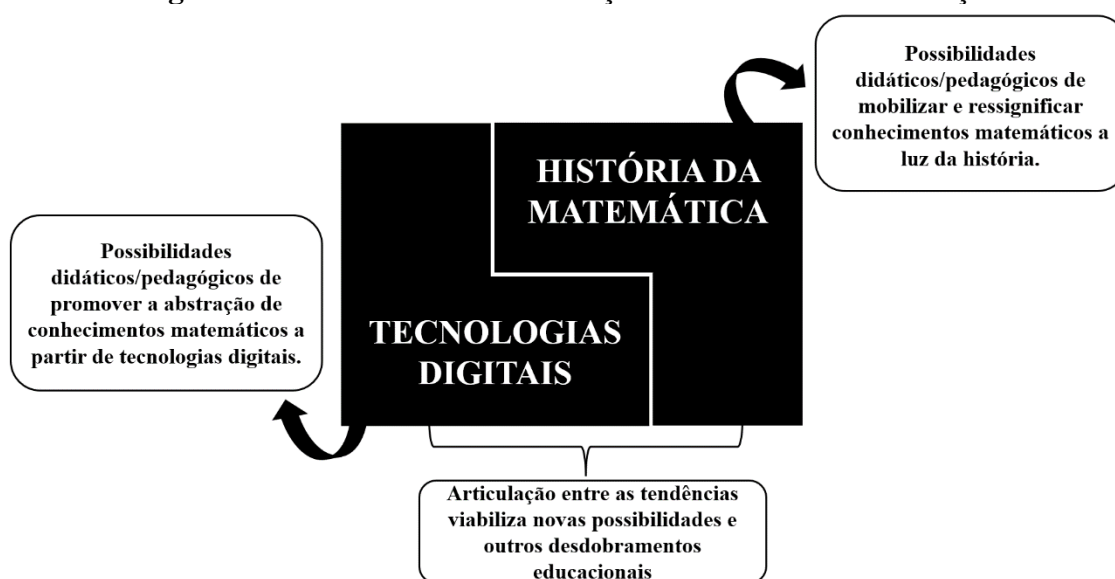 Possibilidades
didáticos/pedagógicos de
mobilizar e ressignificar
conhecimentos matemáticos a
luz da história.
HISTÓRIA DA
MATEMÁTICA
Possibilidades
didáticos/pedagógicos de
promover a abstração de
conhecimentos matemáticos a
partir de tecnologias digitais.
TECNOLOGIAS
DIGITAIS
Articulação entre as tendências
viabiliza novas possibilidades e
outros desdobramentos
educacionais